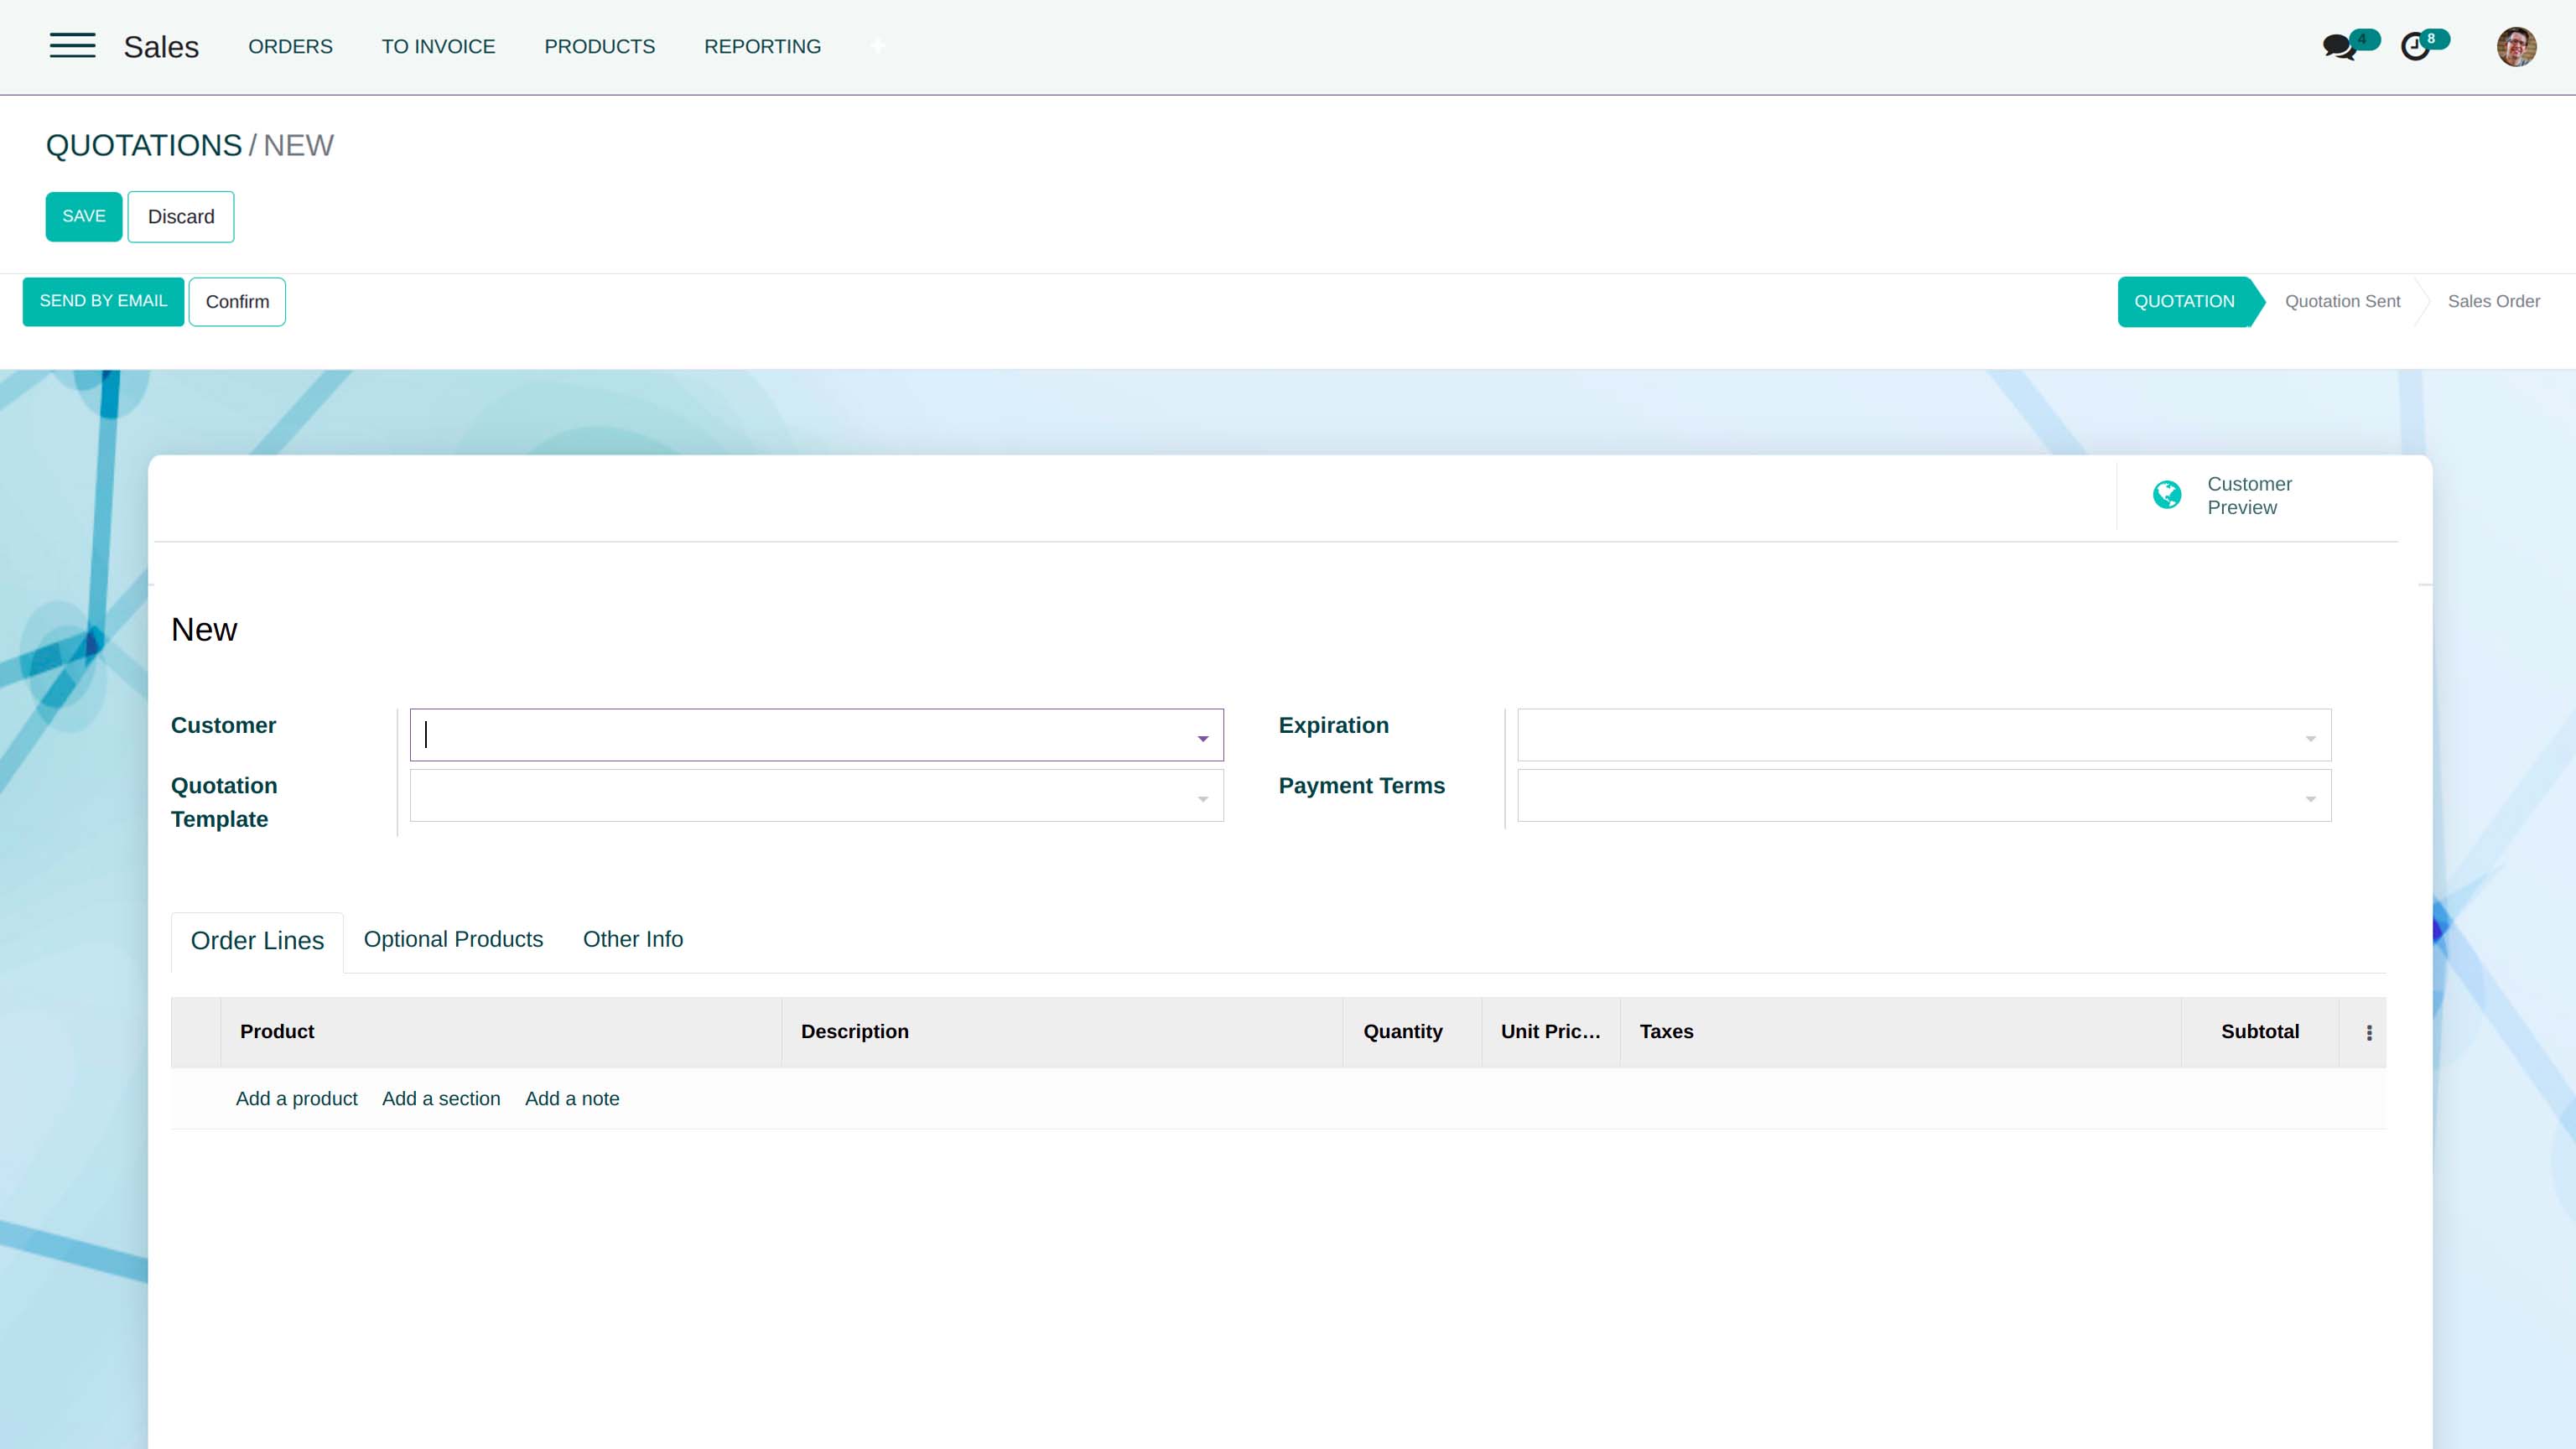 Sales ORDERS TO INVOICE PRODUCTS REPORTING 4 8
QUOTATIONS / NEW
SAVE Discard
SEND BY EMAIL Confirm QUOTATION Quotation Sent Sales Order
Customer
Preview
New
Customer Expiration
Quotation Payment Terms
Template
Order Lines Optional Products Other Info
Product Description Quantity Unit Pric... Taxes Subtotal
Add a product Add a section Add a note